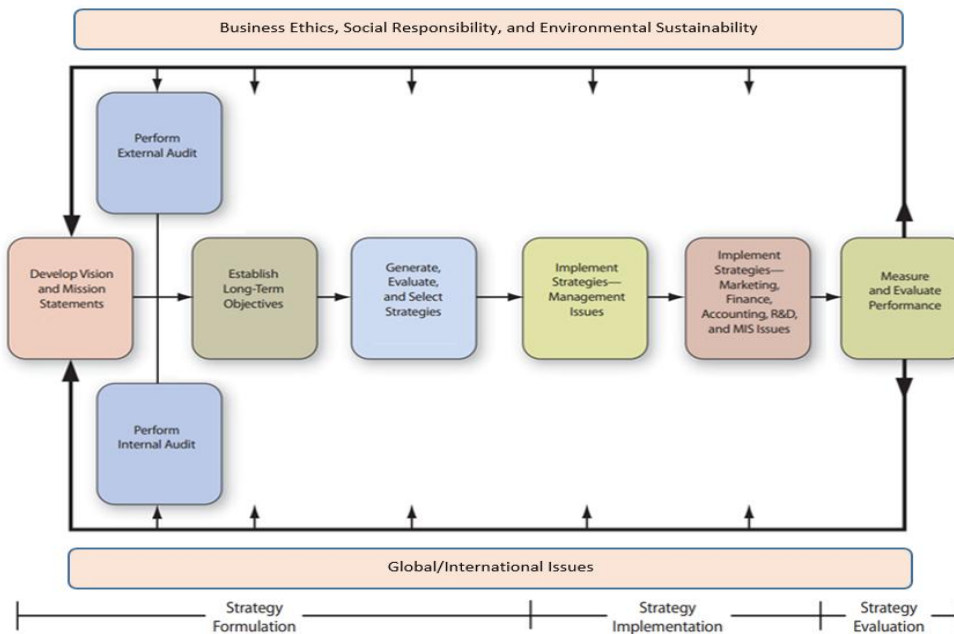 Business Ethics, Social Responsibility, and Environmental Sustainability
Perform
External Audit
Develop Vision
and Mission
Statements
Establish
Long-Term
Objectives
Generate,
Evaluate,
and Select
Strategies
Implement
Strategies—
Management
Issues
Implement
Strategies—
Marketing,
Finance,
Accounting, R&D,
and MIS Issues
Measure
and Evaluate
Performance
Perform
Internal Audit
Global/International Issues
Strategy
Formulation
Strategy
Implementation
Strategy
Evaluation